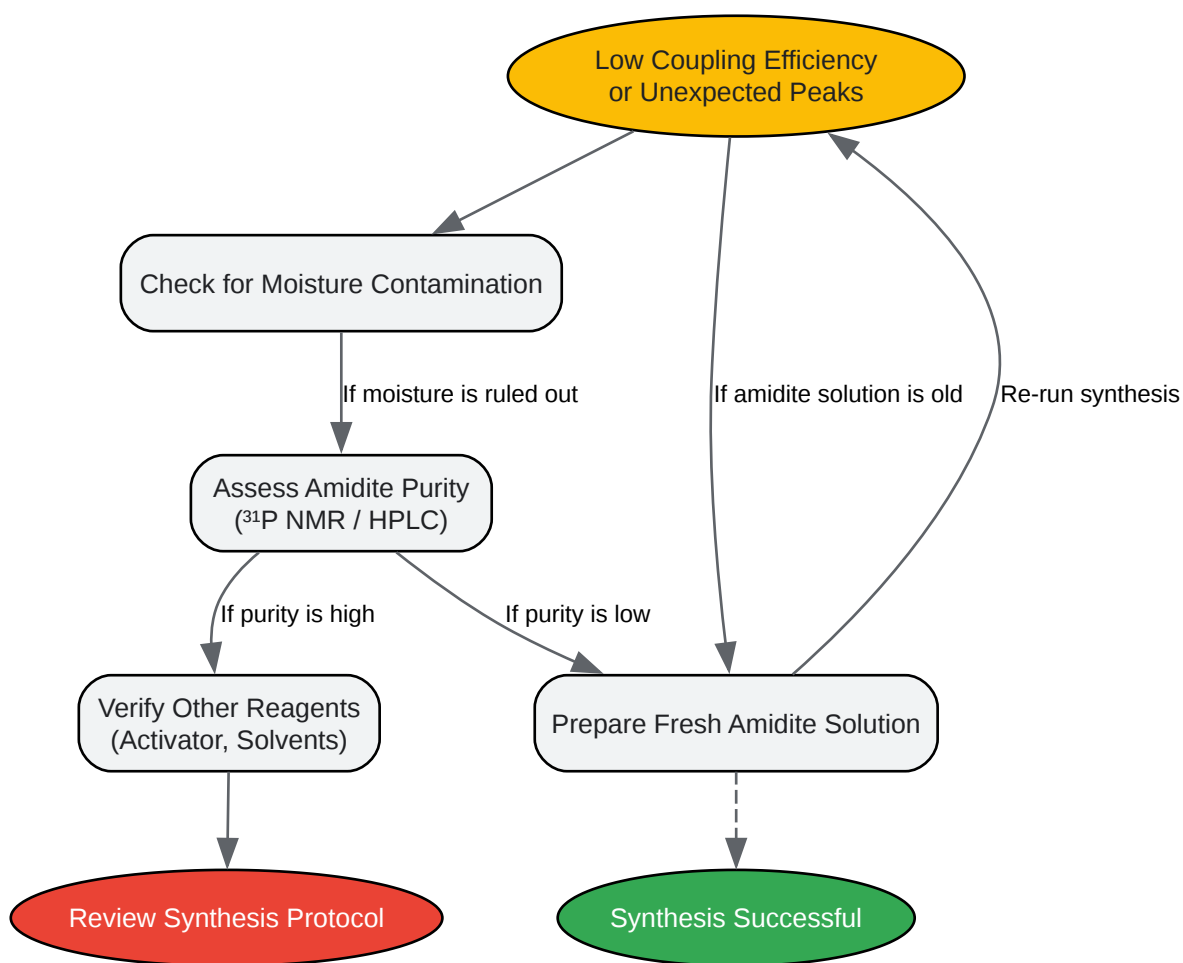 Low Coupling Efficiency
or Unexpected Peaks
Check for Moisture Contamination
If moisture is ruled out
If amidite solution is old
Re-run synthesis
Assess Amidite Purity
(³¹P NMR / HPLC)
If purity is high
If purity is low
Verify Other Reagents
(Activator, Solvents)
Prepare Fresh Amidite Solution
Review Synthesis Protocol
Synthesis Successful